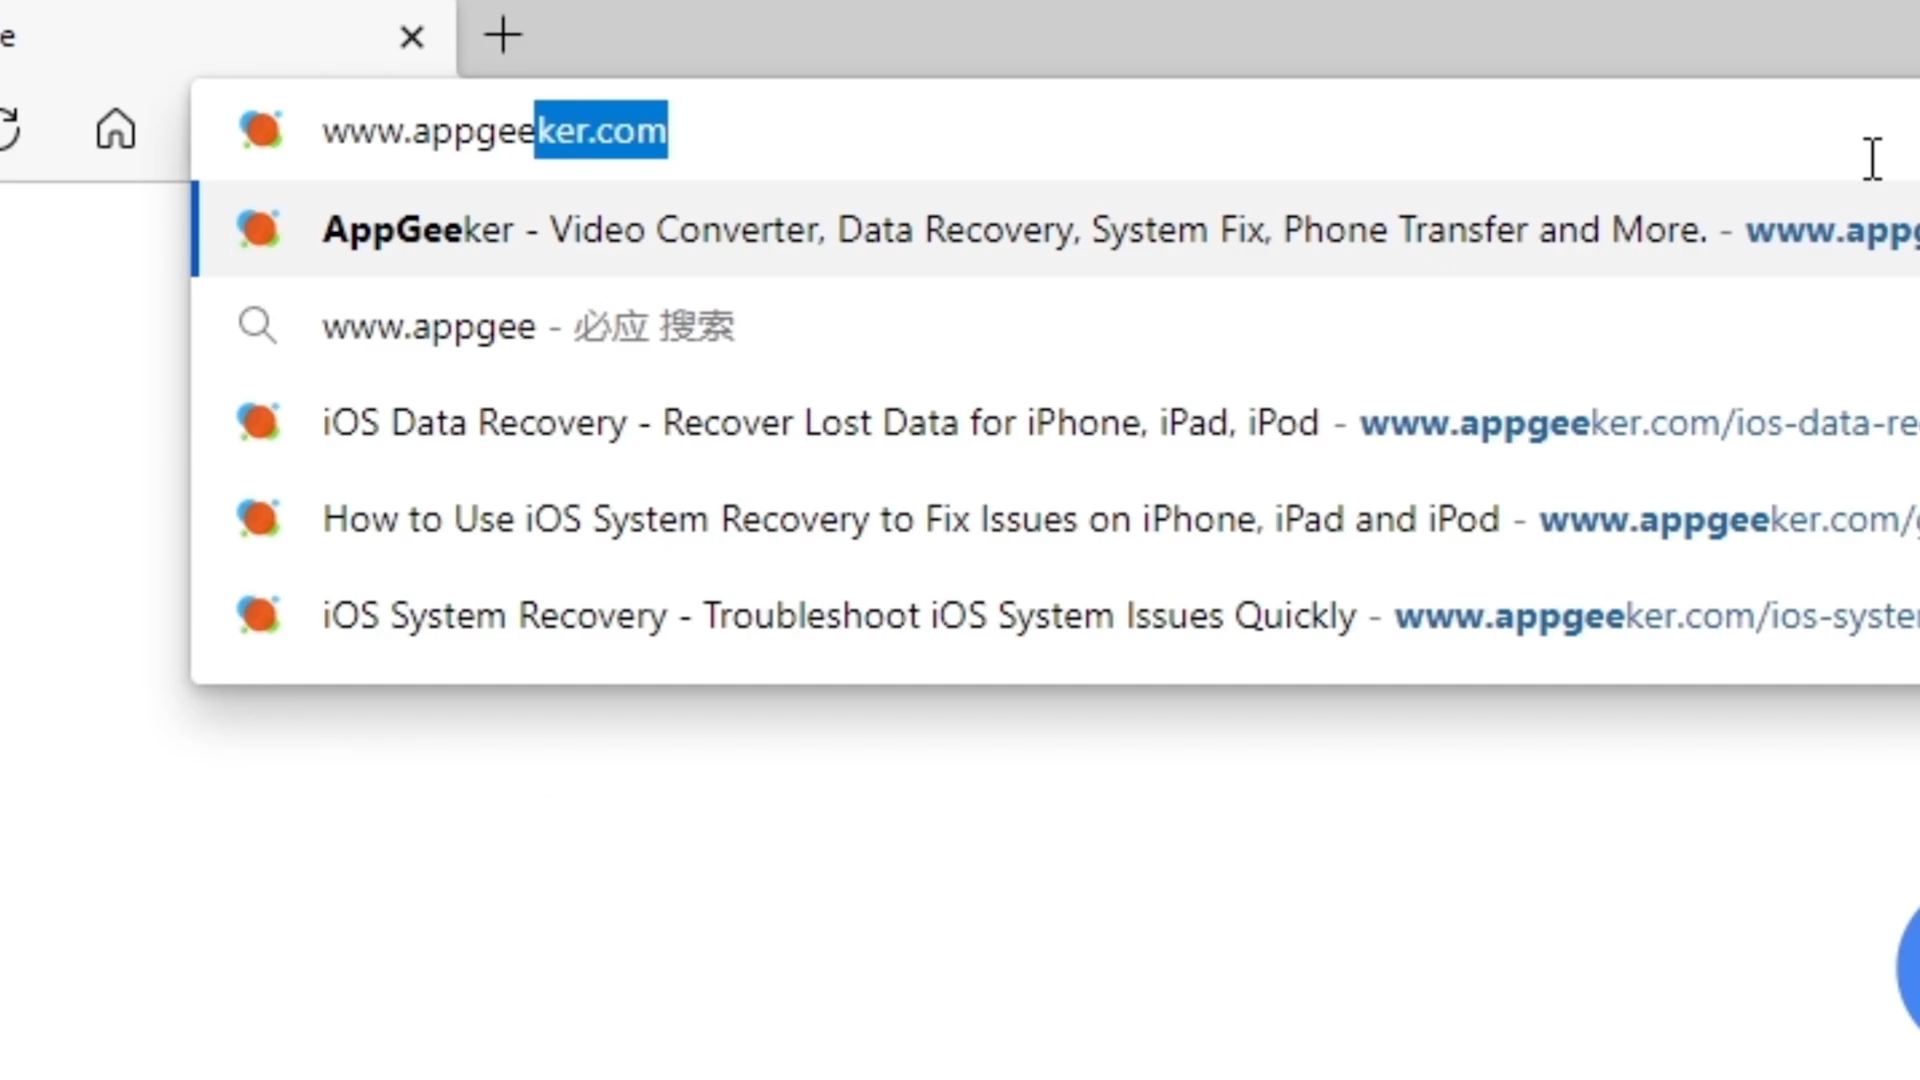 e
www.appgeeker.com
AppGeeker - Video Converter, Data Recovery, System Fix, Phone Transfer and More. - www.appg
www.appgee - 必应 搜索
iOS Data Recovery - Recover Lost Data for iPhone, iPad, iPod - www.appgeeker.com/ios-data-re
How to Use iOS System Recovery to Fix Issues on iPhone, iPad and iPod - www.appgeeker.com/g
iOS System Recovery - Troubleshoot iOS System Issues Quickly - www.appgeeker.com/ios-system